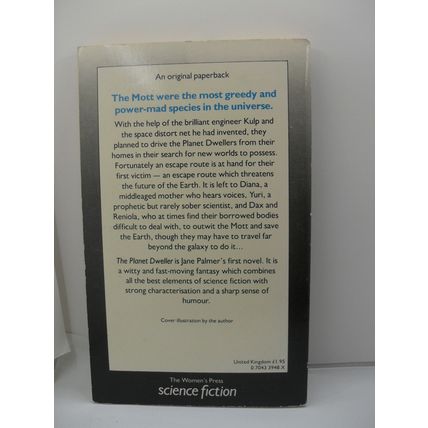 An original paperback
The Mott were the most greedy and
power-mad species in the universe.
With the help of the brilliant engineer Kulp and
the space distort net he had invented, they
planned to drive the Planet Dwellers from their
homes in their search for new worlds to possess.
Fortunately an escape route is at hand for their
first victim — an escape route which threatens
the future of the Earth. It is left to Diana, a
middleaged mother who hears voices, Yuri, a
prophetic but rarely sober scientist, and Dax and
Reniola, who at times find their borrowed bodies
difficult to deal with, to outwit the Mott and save
the Earth, though they may have to travel far
beyond the galaxy to do it...
The Planet Dweller is Jane Palmer's first novel. It is
a witty and fast-moving fantasy which combines
all the best elements of science fiction with
strong characterisation and a sharp sense of
humour.
Cover illustration by the author
United Kingdom £1.95
0 7043 3948 X
The Women's Press
science fiction